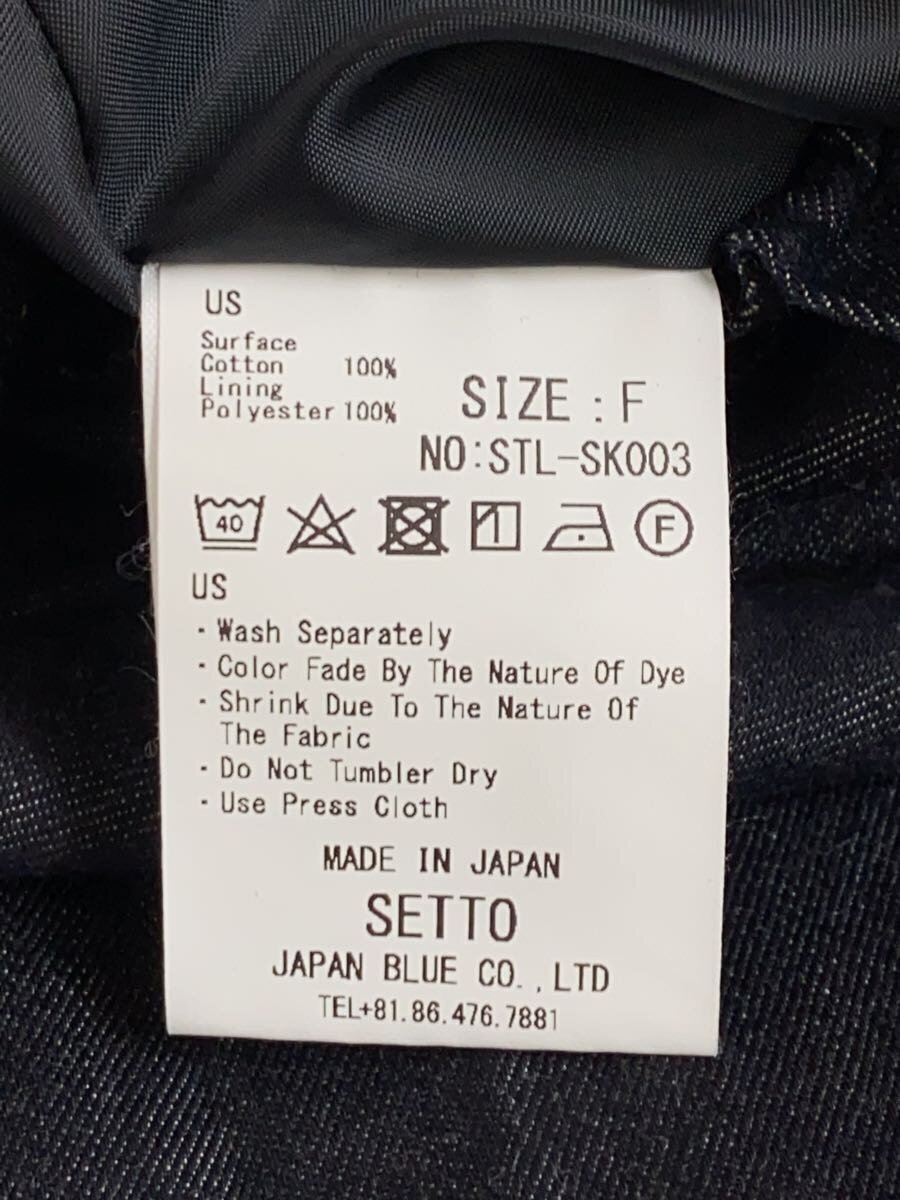 US
Surface
Cotton 100%
Lining
Polyester 100%
SIZE : F
NO:STL-SK003
40
F
US
・Wash Separately
・Color Fade By The Nature Of Dye
・Shrink Due To The Nature Of
The Fabric
・Do Not Tumbler Dry
・Use Press Cloth
MADE IN JAPAN
SETTO
JAPAN BLUE CO.,LTD
TEL+81.86.476.7881